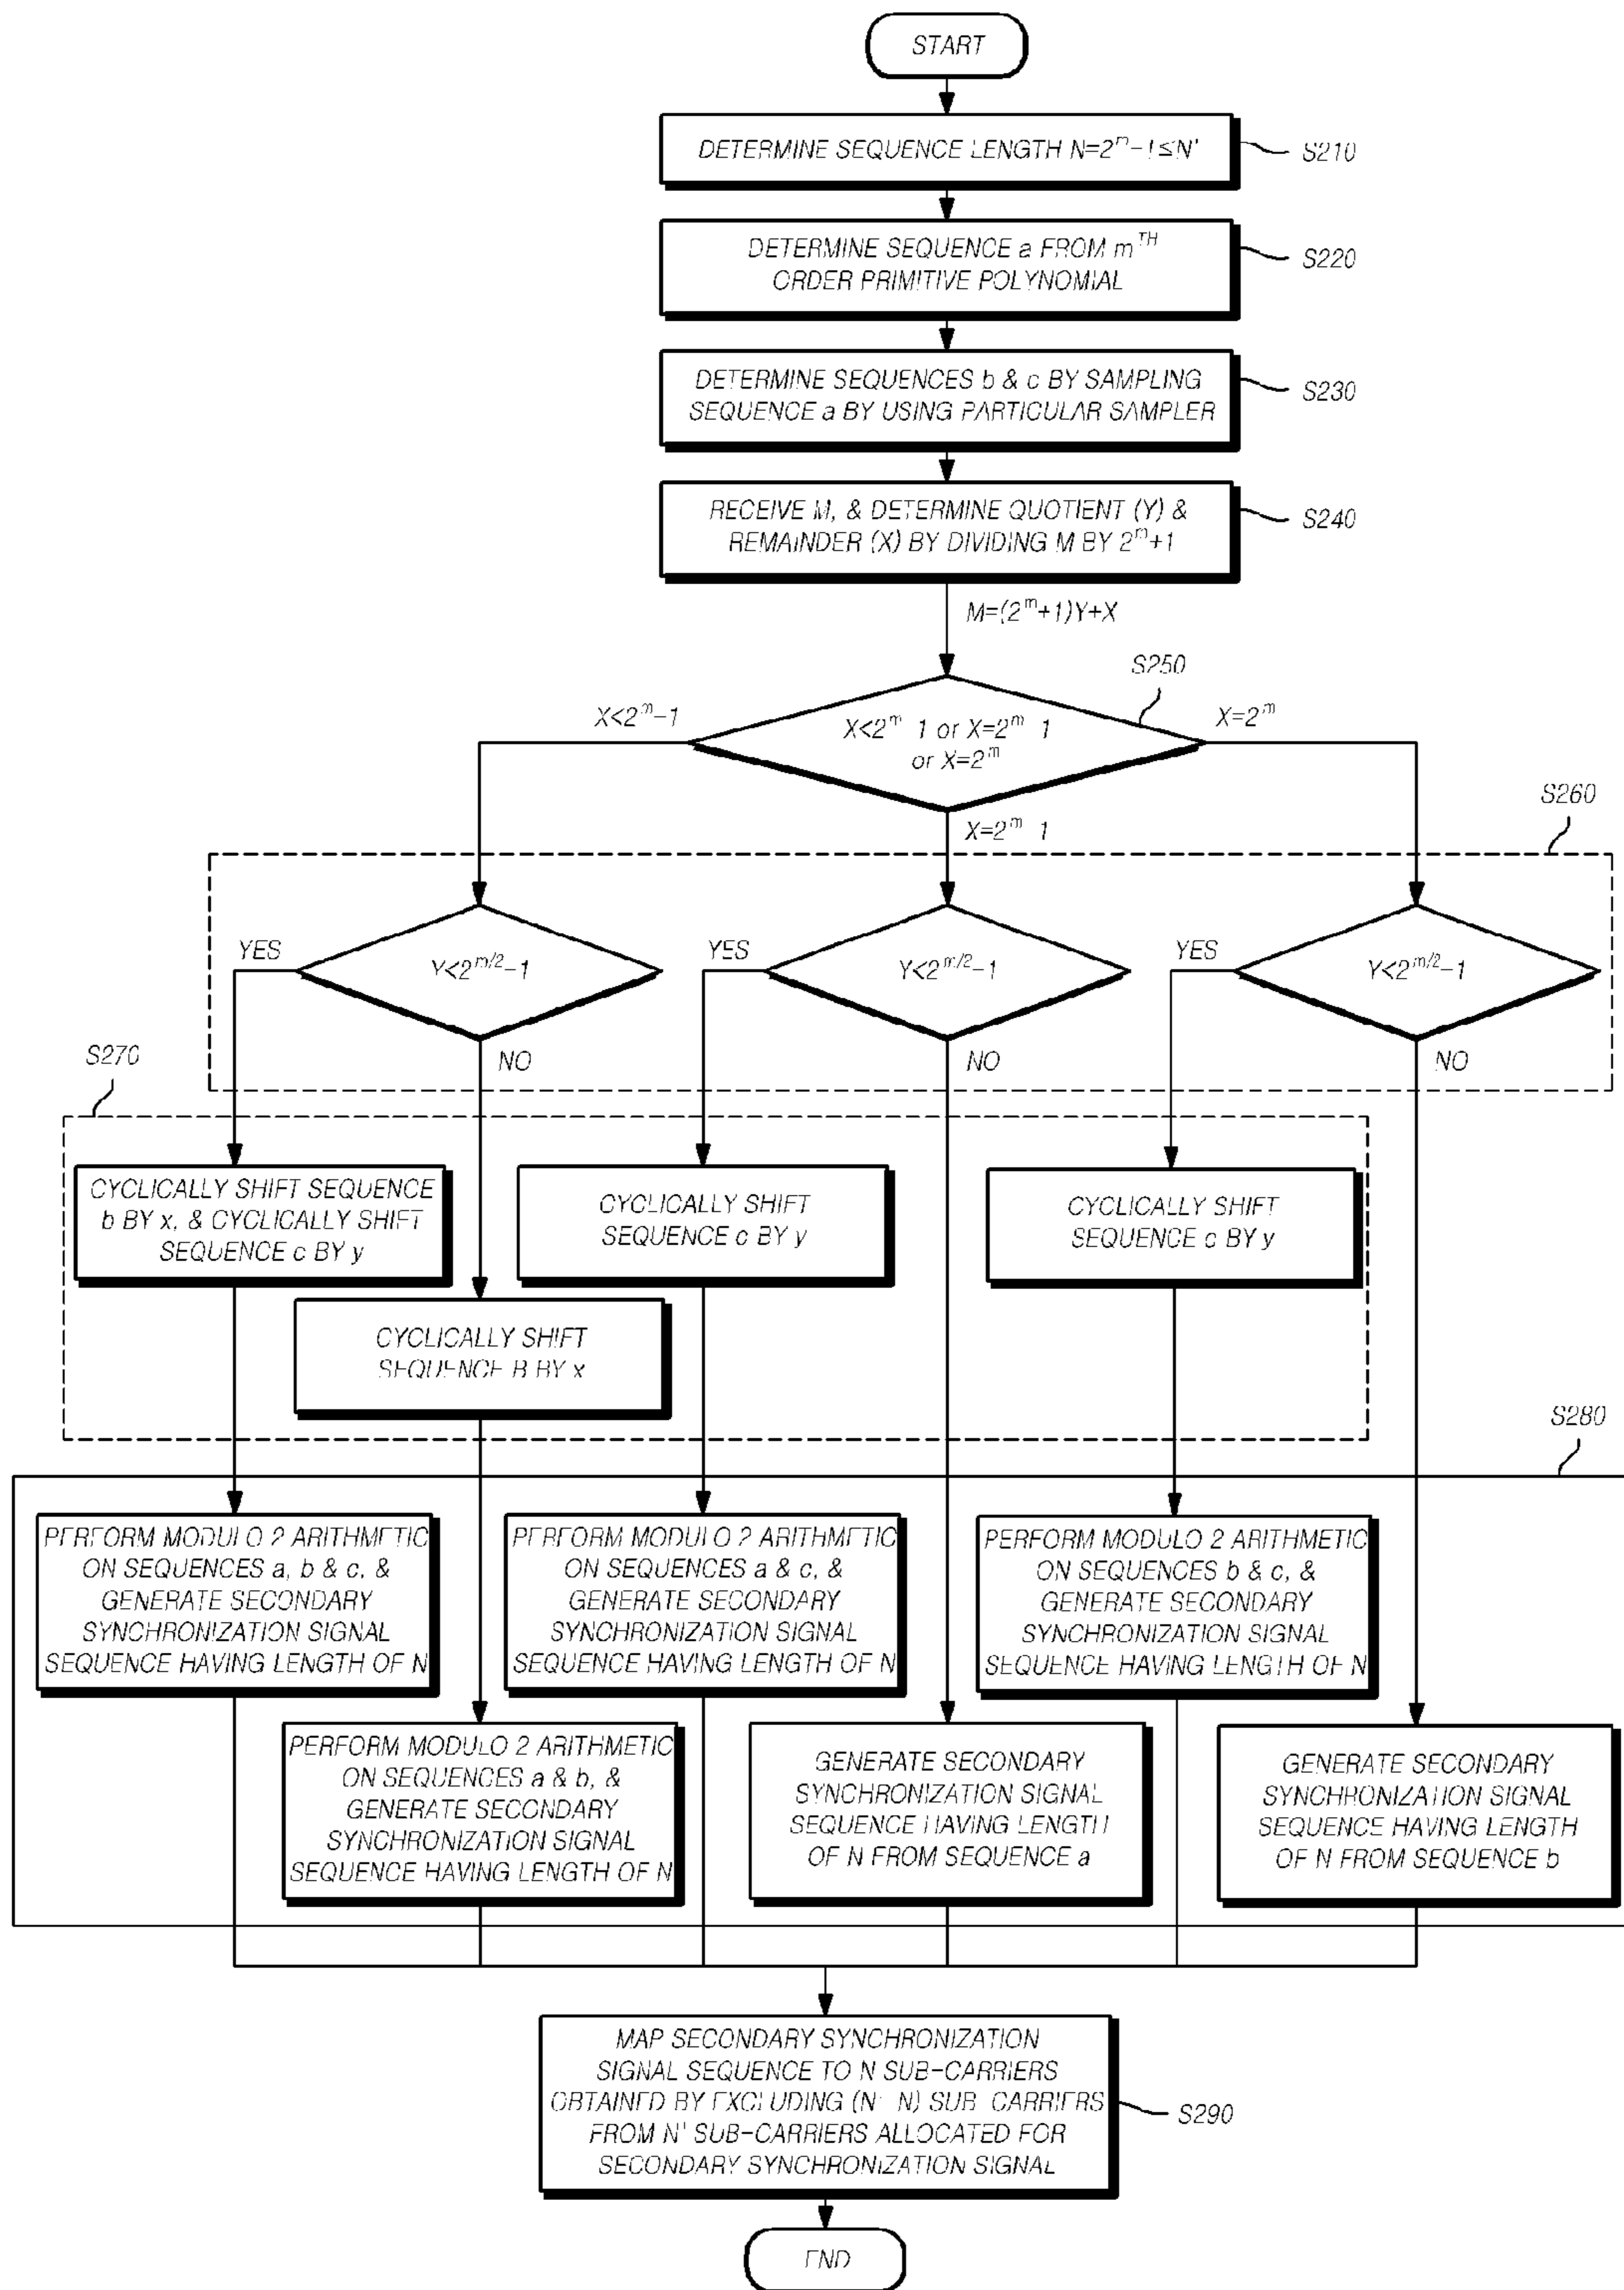 START
DETERMINE SEQUENCE LENGTH N=2^m-1≤N'
S210
DETERMINE SEQUENCE a FROM m^TH
ORDER PRIMITIVE POLYNOMIAL
S220
DETERMINE SEQUENCES b & c BY SAMPLING
SEQUENCE a BY USING PARTICULAR SAMPLER
S230
RECEIVE M, & DETERMINE QUOTIENT (Y) &
REMAINDER (X) BY DIVIDING M BY 2^m+1
S240
M=(2^m+1)Y+X
S250
X<2^m-1
X<2^m 1 or X=2^m 1
or X=2^m
X=2^m
S260
X=2^m 1
YES
Y<2^m/2-1
NO
YES
Y<2^m/2-1
NO
YES
Y<2^m/2-1
NO
S270
CYCLICALLY SHIFT SEQUENCE
b BY x, & CYCLICALLY SHIFT
SEQUENCE c BY y
CYCLICALLY SHIFT
SEQUENCE c BY y
CYCLICALLY SHIFT
SEQUENCE c BY y
CYCLICALLY SHIFT
SEQUENCE B BY x
S280
PERFORM MODULO 2 ARITHMETIC
ON SEQUENCES a, b & c, &
GENERATE SECONDARY
SYNCHRONIZATION SIGNAL
SEQUENCE HAVING LENGTH OF N
PERFORM MODULO 2 ARITHMETIC
ON SEQUENCES a & c, &
GENERATE SECONDARY
SYNCHRONIZATION SIGNAL
SEQUENCE HAVING LENGTH OF N
PERFORM MODULO 2 ARITHMETIC
ON SEQUENCES b & c, &
GENERATE SECONDARY
SYNCHRONIZATION SIGNAL
SEQUENCE HAVING LENGTH OF N
PERFORM MODULO 2 ARITHMETIC
ON SEQUENCES a & b, &
GENERATE SECONDARY
SYNCHRONIZATION SIGNAL
SEQUENCE HAVING LENGTH OF N
GENERATE SECONDARY
SYNCHRONIZATION SIGNAL
SEQUENCE HAVING LENGTH
OF N FROM SEQUENCE a
GENERATE SECONDARY
SYNCHRONIZATION SIGNAL
SEQUENCE HAVING LENGTH
OF N FROM SEQUENCE b
MAP SECONDARY SYNCHRONIZATION
SIGNAL SEQUENCE TO N SUB-CARRIERS
OBTAINED BY EXCLUDING (N' N) SUB CARRIERS
FROM N' SUB-CARRIERS ALLOCATED FOR
SECONDARY SYNCHRONIZATION SIGNAL
S290
END